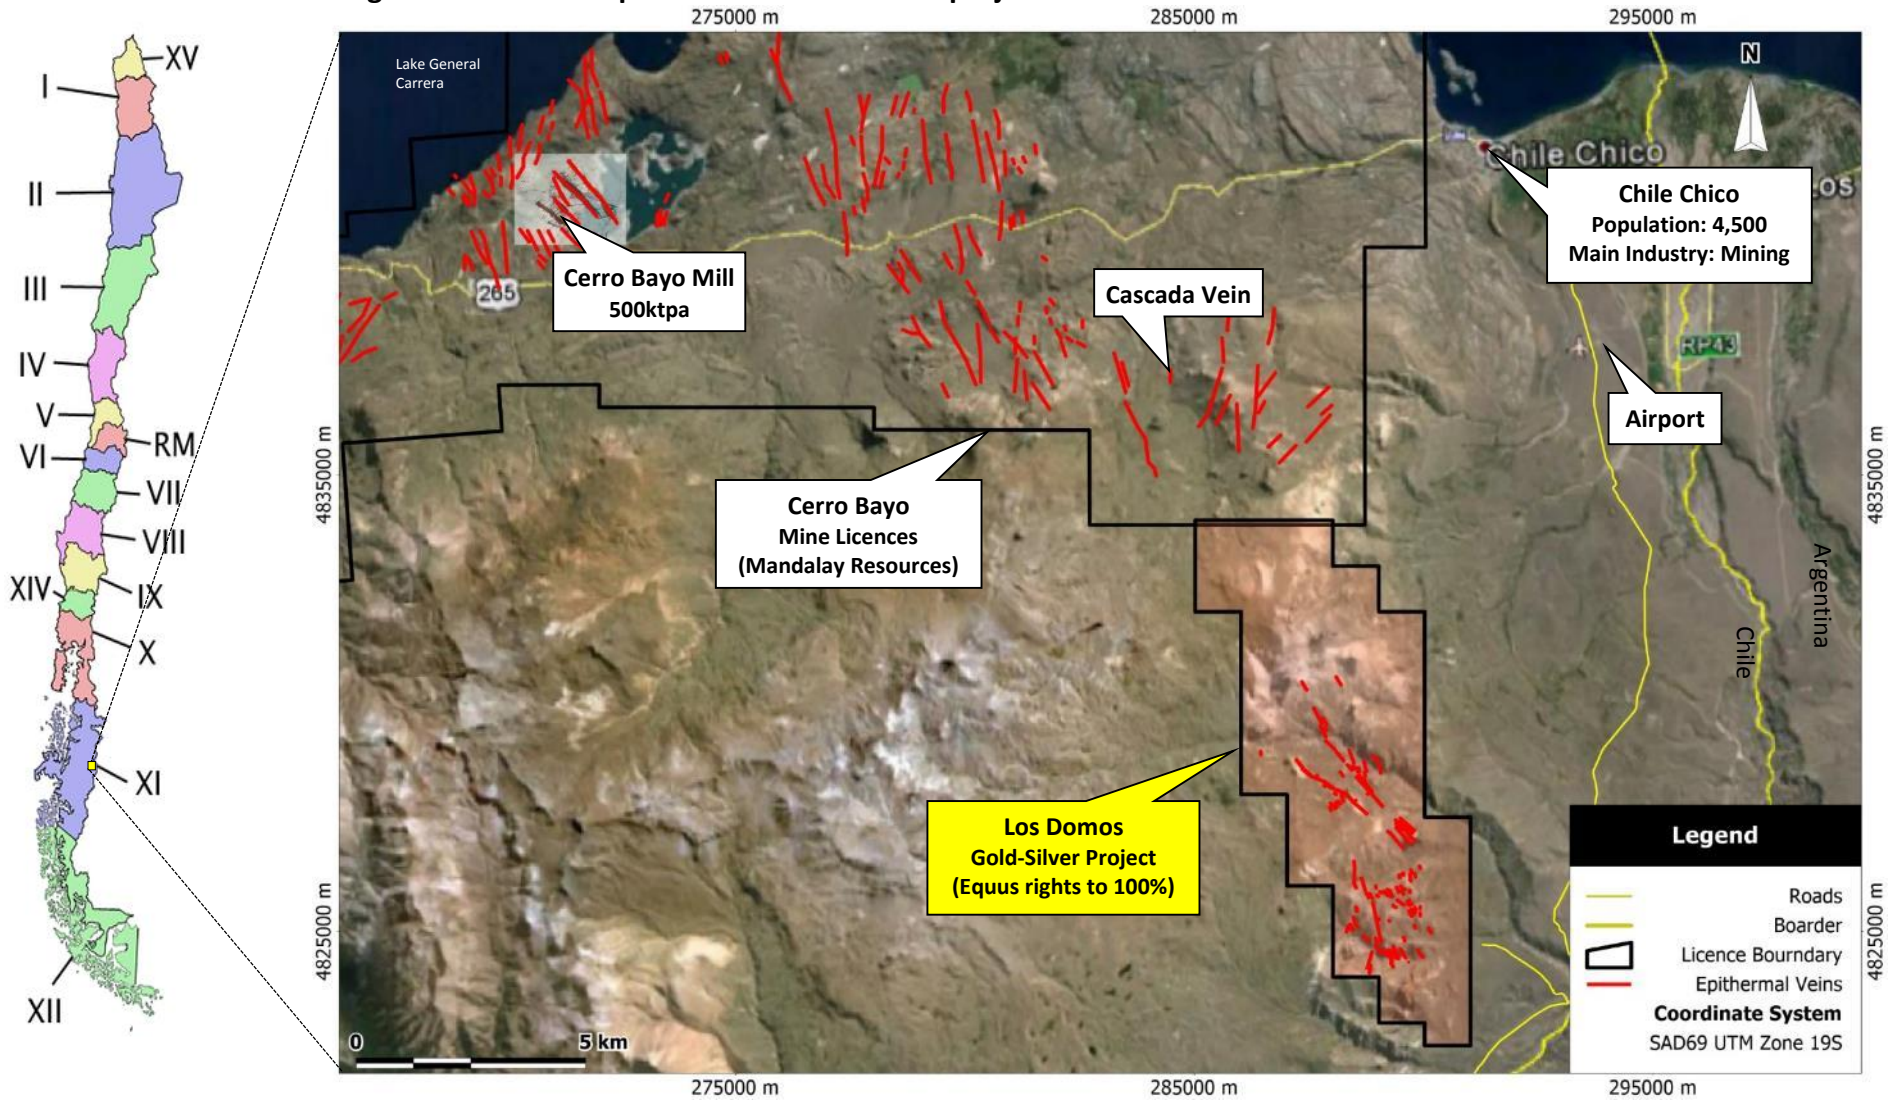 275000 m
285000 m
295000 m
XV
I
II
III
IV
V
RM
VI
VII
VIII
XIV
IX
X
XI
XII
Lake General
Carrera
N
Chile Chico
LOS
Chile Chico
Population: 4,500
Main Industry: Mining
Cerro Bayo Mill
500ktpa
265
Cascada Vein
RP43
Airport
4835000 m
4835000 m
Cerro Bayo
Mine Licences
(Mandalay Resources)
Argentina
Chile
Los Domos
Gold-Silver Project
(Equus rights to 100%)
4825000 m
4825000 m
Legend
Roads
Boarder
Licence Bourndary
Epithermal Veins
Coordinate System
SAD69 UTM Zone 19S
0
5 km
275000 m
285000 m
295000 m